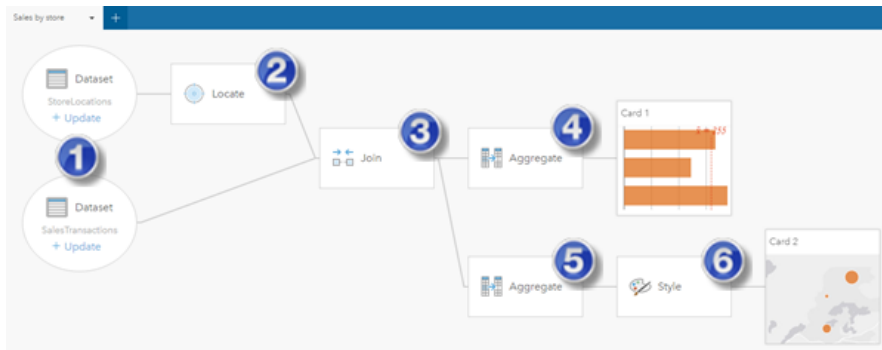 Sales by store
+
Dataset
StoreLocations
+ Update
1
Dataset
SalesTransactions
+ Update
2
Locate
3
Join
4
Aggregate
Card 1
x̄ = 255
5
Aggregate
6
Style
Card 2